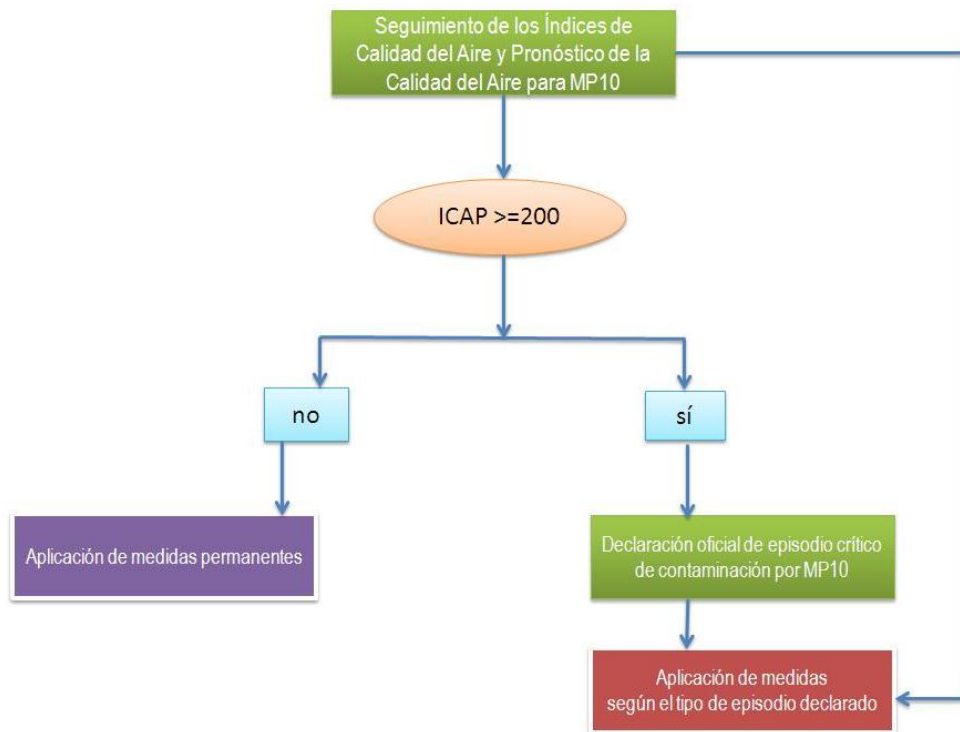 Seguimiento de los Índices de
Calidad del Aire y Pronóstico de la
Calidad del Aire para MP10
ICAP >=200
no
sí
Aplicación de medidas permanentes
Declaración oficial de episodio crítico
de contaminación por MP10
Aplicación de medidas
según el tipo de episodio declarado